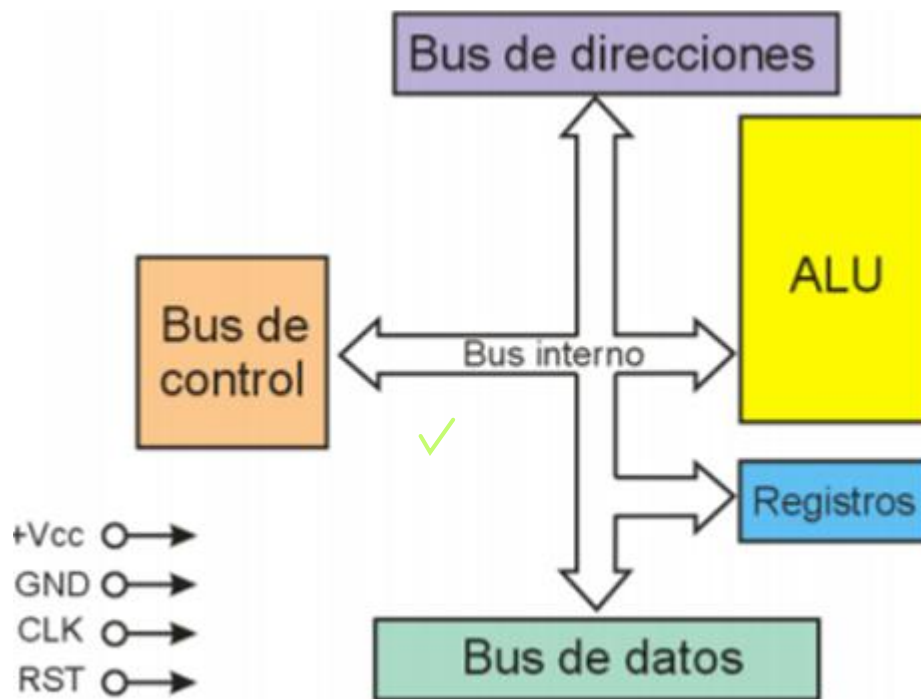 Bus de direcciones
ALU
Bus de
control
Bus interno
Registros
+Vcc
GND
CLK
RST
Bus de datos